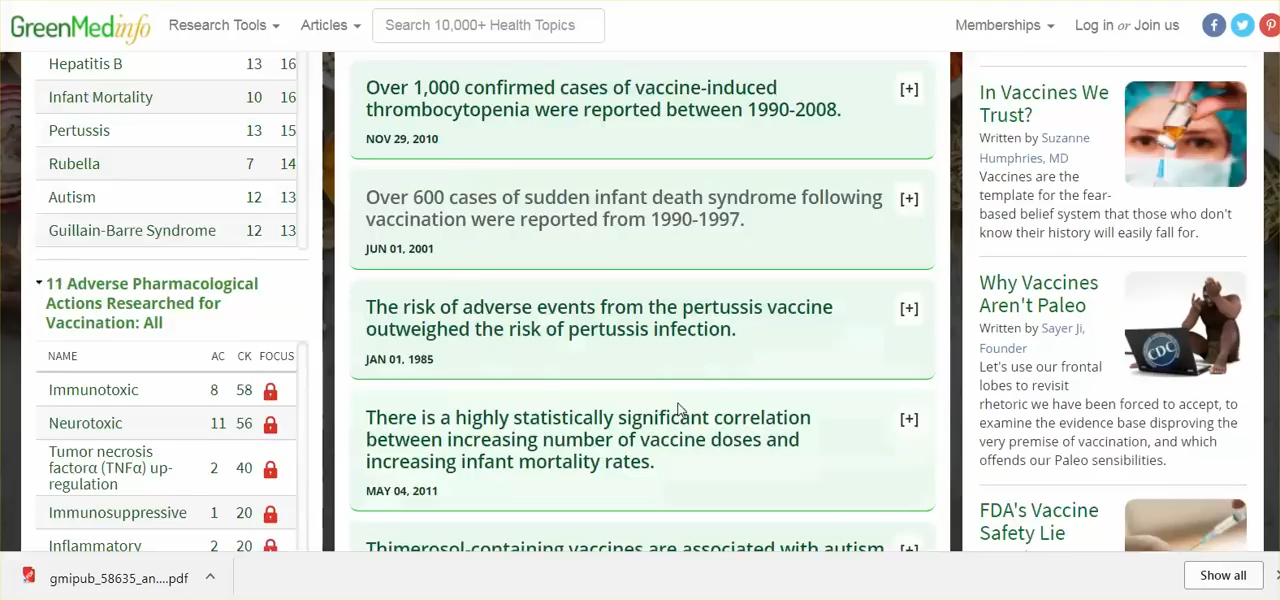 GreenMedinfo
Research Tools
Articles
Search 10,000+ Health Topics
Memberships
Log in or Join us
Hepatitis B 13 16
Infant Mortality 10 16
Pertussis 13 15
Rubella 7 14
Autism 12 13
Guillain-Barre Syndrome 12 13
11 Adverse Pharmacological
Actions Researched for
Vaccination: All
NAME AC CK FOCUS
Immunotoxic 8 58
Neurotoxic 11 56
Tumor necrosis
factorα (TNFα) up-
regulation 2 40
Immunosuppressive 1 20
Inflammatory 2 20
Over 1,000 confirmed cases of vaccine-induced
thrombocytopenia were reported between 1990-2008.
[+]
NOV 29, 2010
Over 600 cases of sudden infant death syndrome following
vaccination were reported from 1990-1997.
[+]
JUN 01, 2001
The risk of adverse events from the pertussis vaccine
outweighed the risk of pertussis infection.
[+]
JAN 01, 1985
There is a highly statistically significant correlation
between increasing number of vaccine doses and
increasing infant mortality rates.
[+]
MAY 04, 2011
Thimerosol-containing vaccines are associated with autism
[+]
In Vaccines We
Trust?
Written by Suzanne
Humphries, MD
Vaccines are the
template for the fear-
based belief system that those who don't
know their history will easily fall for.
Why Vaccines
Aren't Paleo
Written by Sayer Ji,
Founder
Let's use our frontal
lobes to revisit
rhetoric we have been forced to accept, to
examine the evidence base disproving the
very premise of vaccination, and which
offends our Paleo sensibilities.
CDC
FDA's Vaccine
Safety Lie
gmipub_58635_an....pdf
Show all